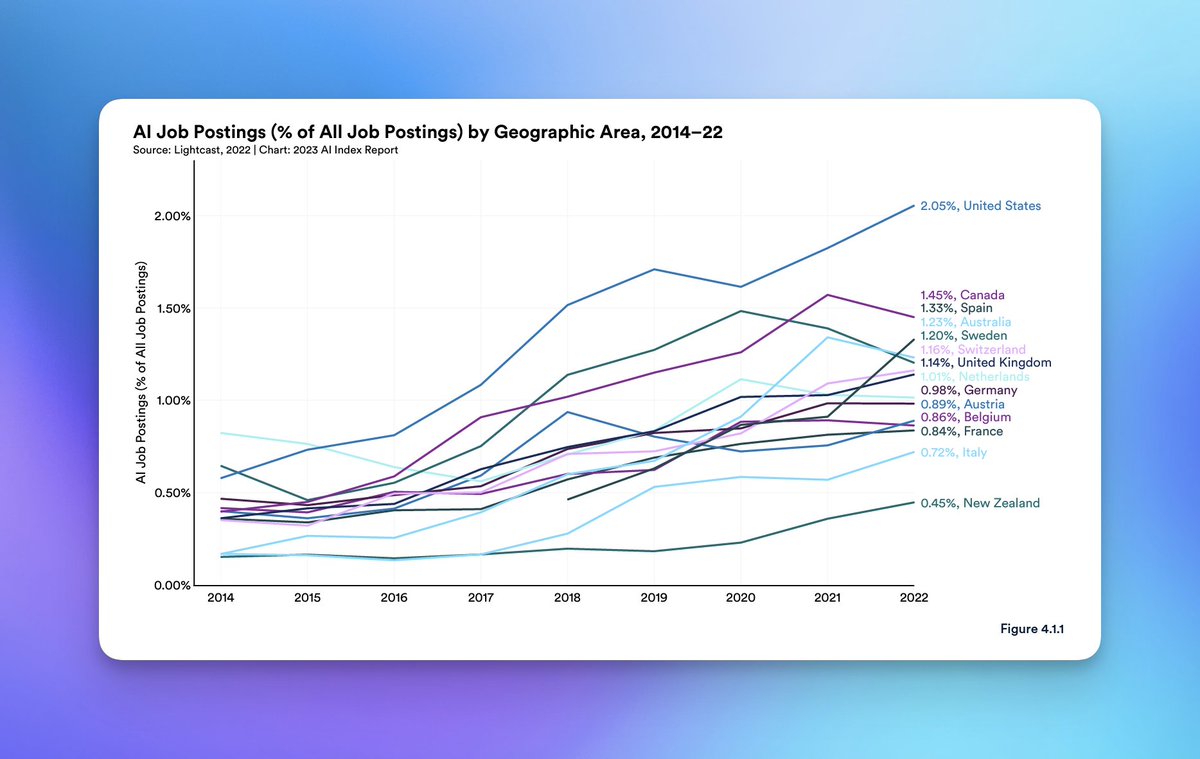 AI Job Postings (% of All Job Postings) by Geographic Area, 2014–22
Source: Lightcast, 2022 | Chart: 2023 AI Index Report
AI Job Postings (% of All Job Postings)
2.00%
1.50%
1.00%
0.50%
0.00%
2014
2015
2016
2017
2018
2019
2020
2021
2022
2.05%, United States
1.45%, Canada
1.33%, Spain
1.23%, Australia
1.20%, Sweden
1.16%, Switzerland
1.14%, United Kingdom
1.01%, Netherlands
0.98%, Germany
0.89%, Austria
0.86%, Belgium
0.84%, France
0.72%, Italy
0.45%, New Zealand
Figure 4.1.1